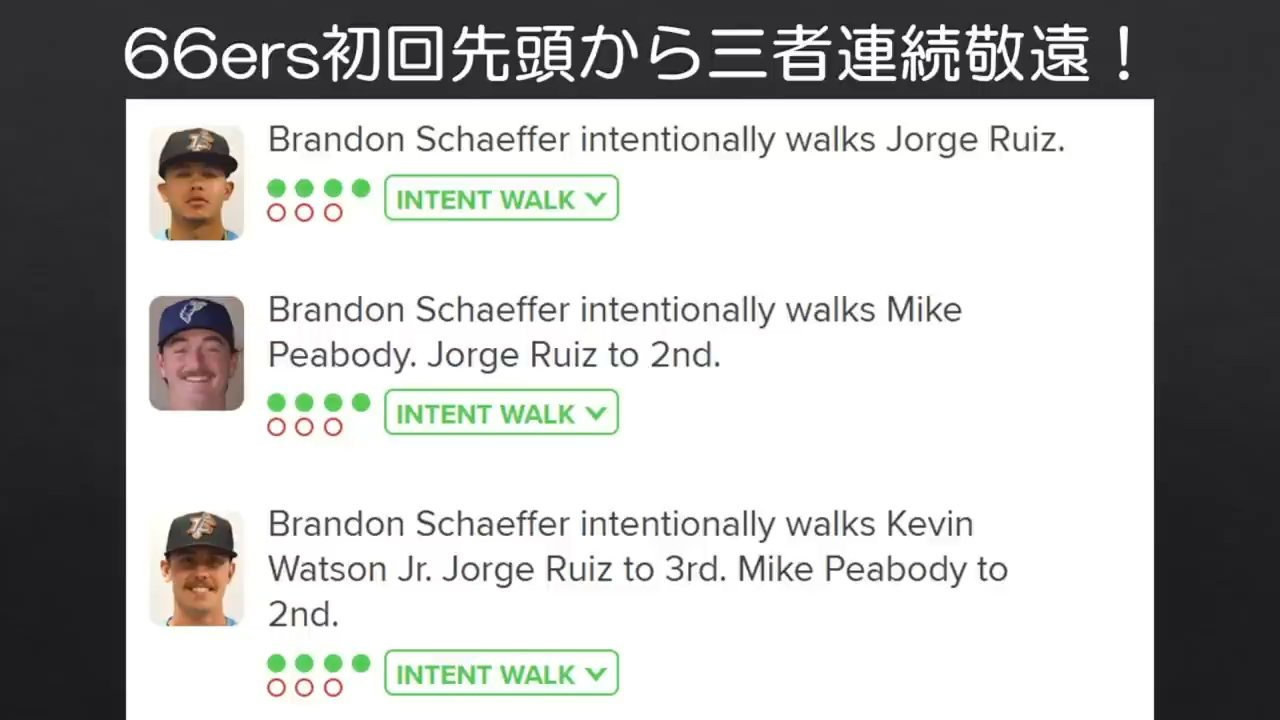 66ers初回先頭から三者連続敬遠！
Brandon Schaeffer intentionally walks Jorge Ruiz.
INTENT WALK
Brandon Schaeffer intentionally walks Mike
Peabody. Jorge Ruiz to 2nd.
INTENT WALK
Brandon Schaeffer intentionally walks Kevin
Watson Jr. Jorge Ruiz to 3rd. Mike Peabody to
2nd.
INTENT WALK